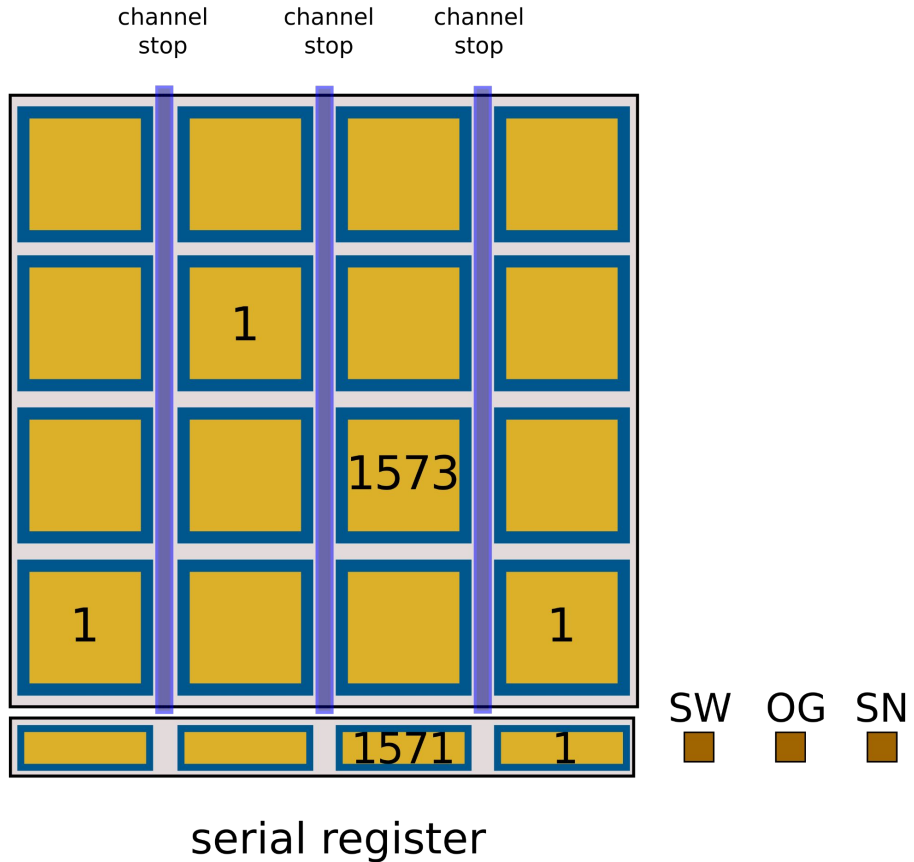 channel channel channel
stop stop stop
1
1573
1 1
SW OG SN
1571 1
serial register